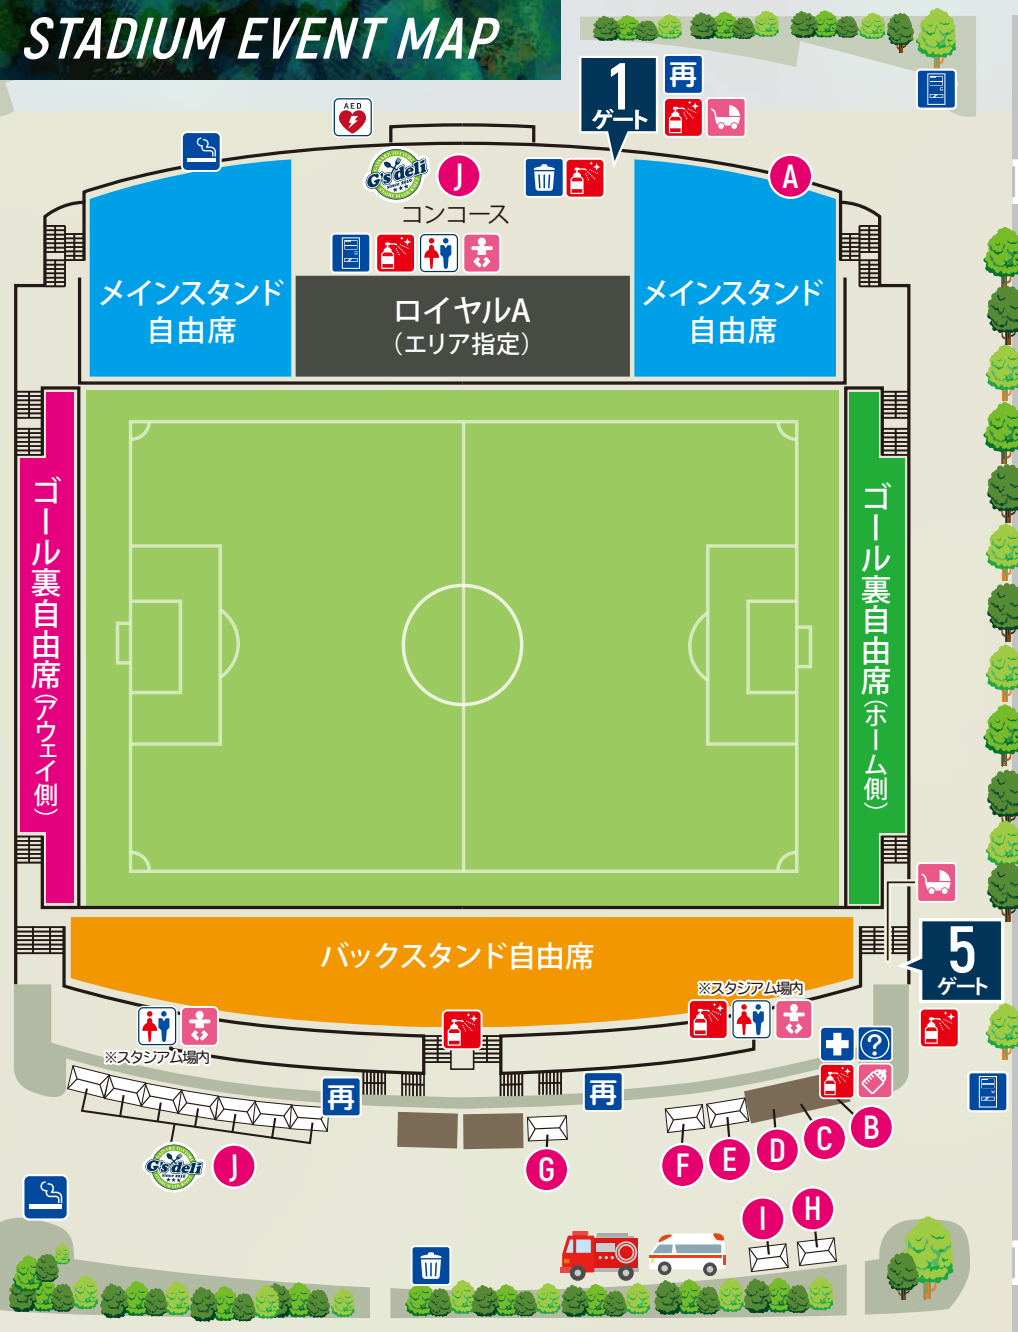 STADIUM EVENT MAP
1
ゲート
再
AED
G's deli
J
A
コンコース
メインスタンド
自由席
ロイヤルA
（エリア指定）
メインスタンド
自由席
ゴール裏自由席（アウェイ側）
ゴール裏自由席（ホーム側）
バックスタンド自由席
5
ゲート
※スタジアム場内
※スタジアム場内
?
再
再
B
C
D
E
F
G
G's deli
J
H
I